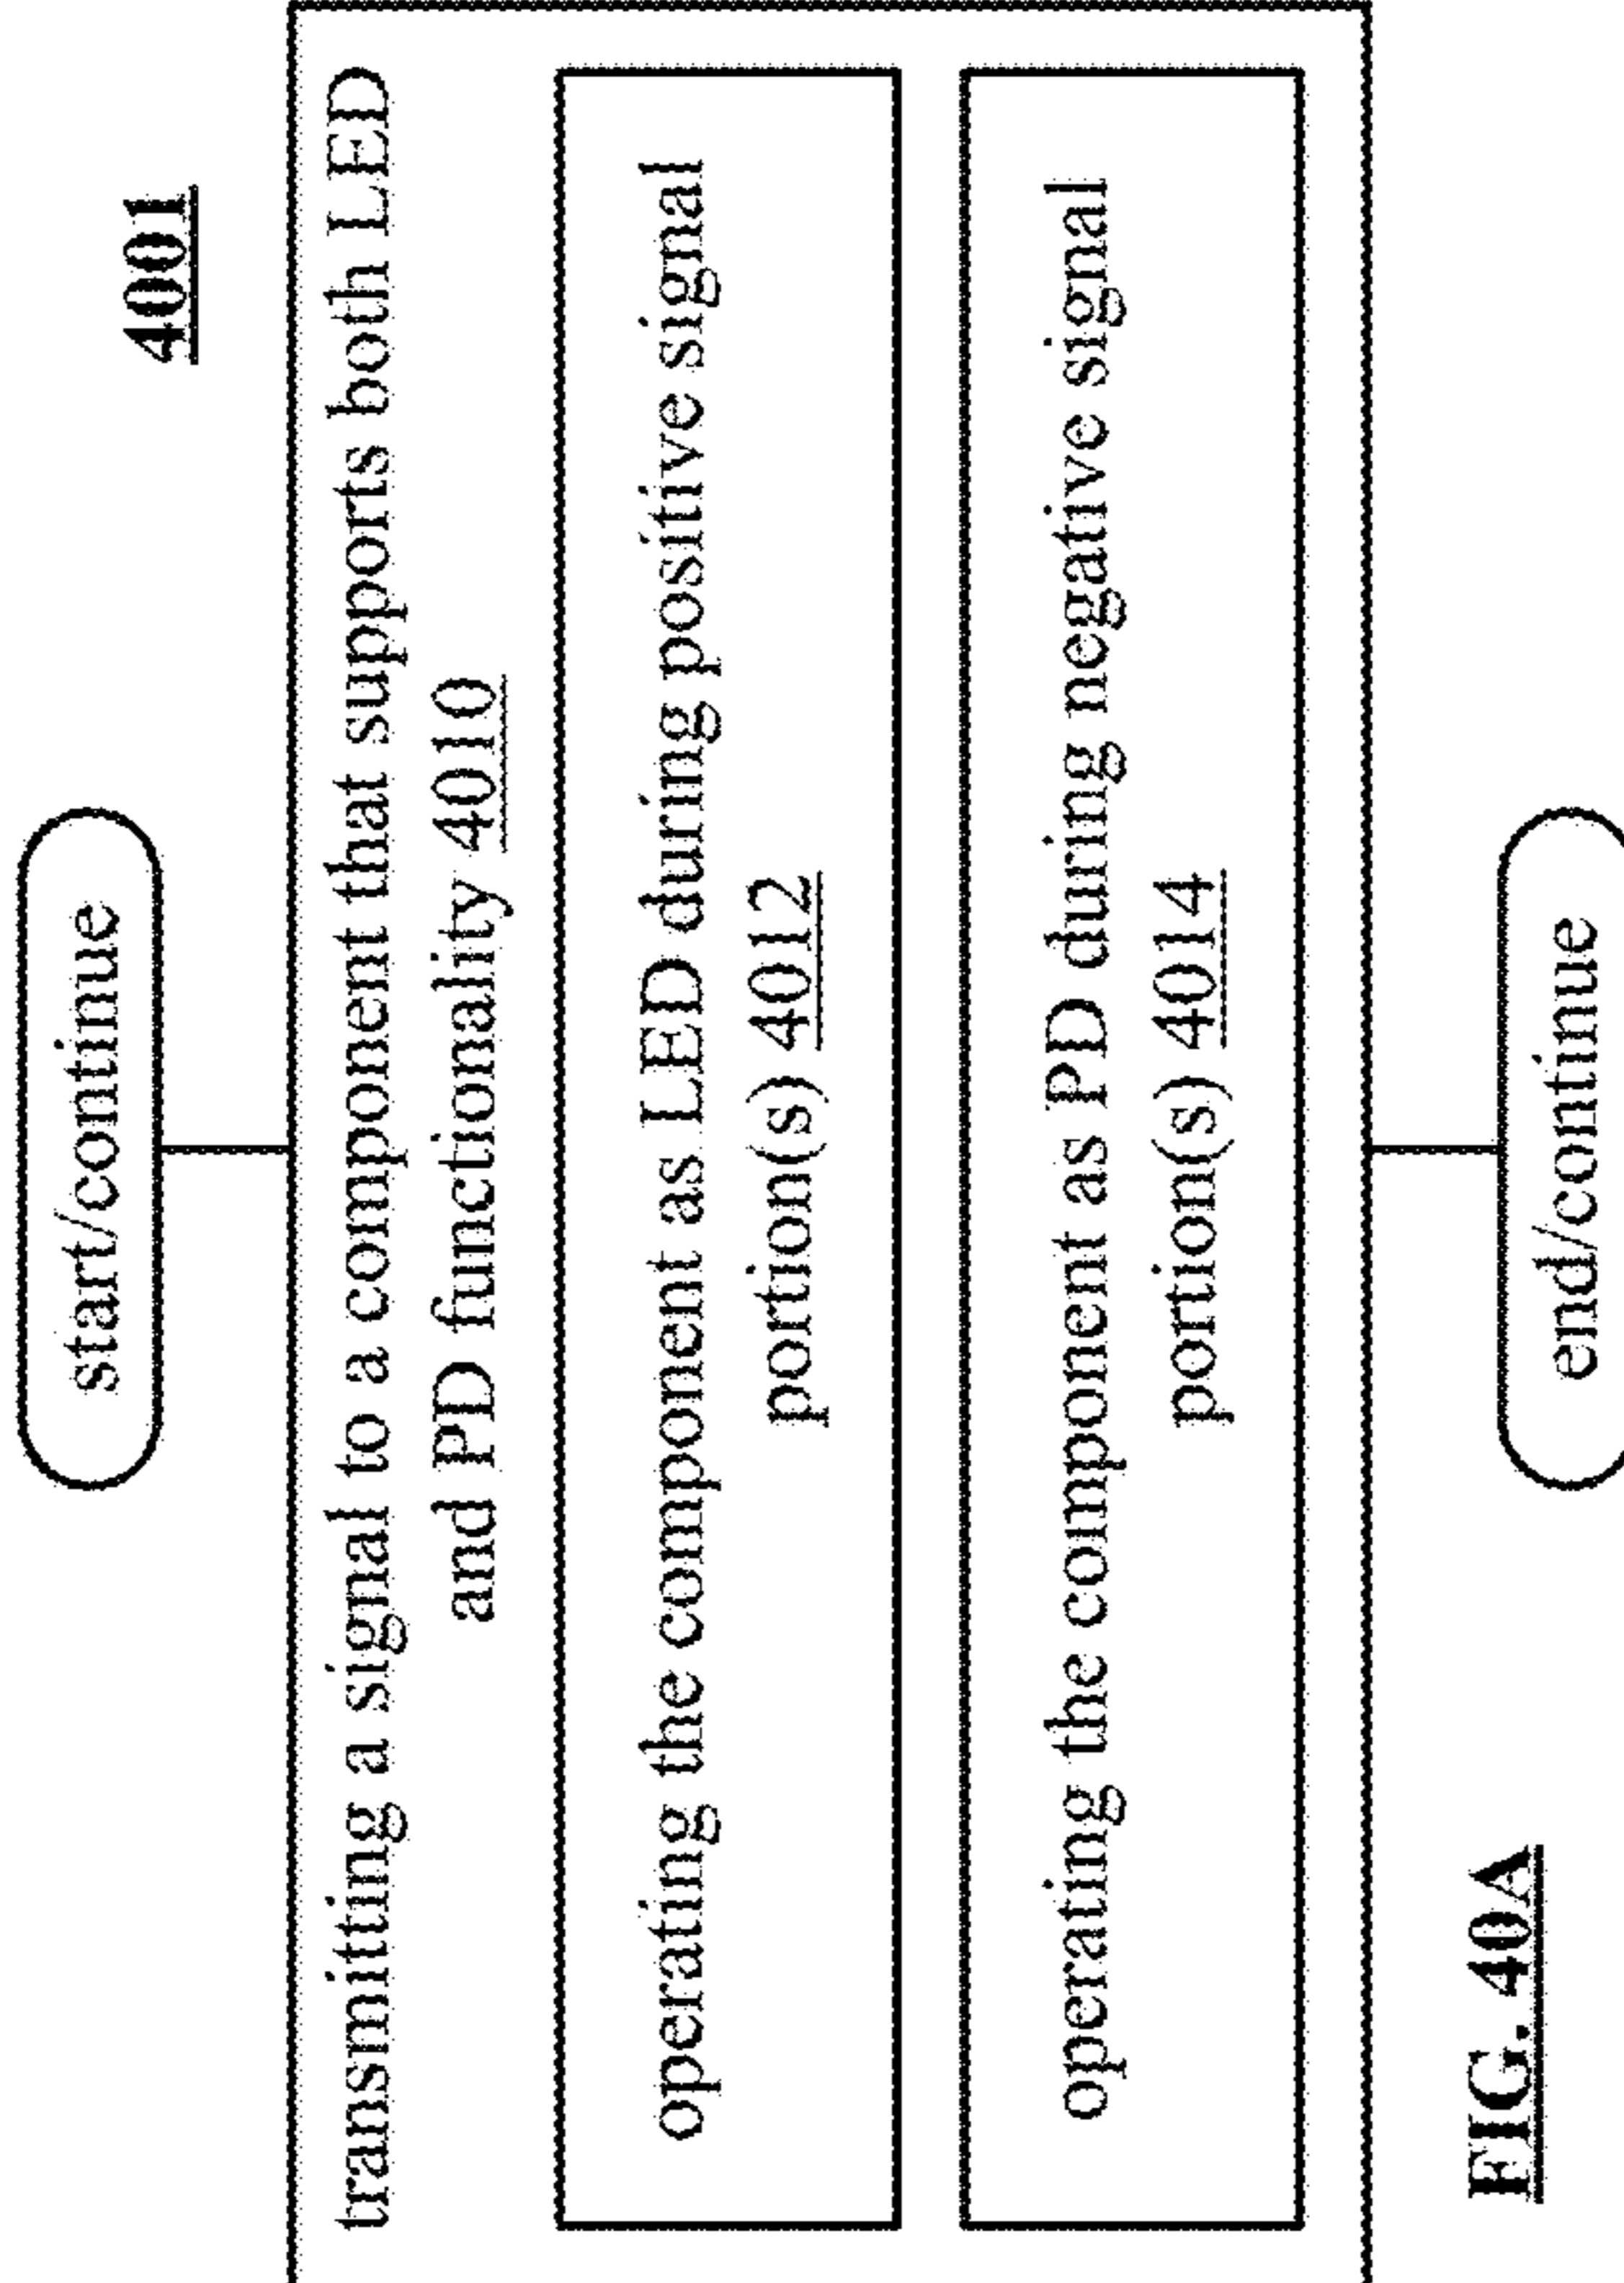 start/continue
4001
transmitting a signal to a component that supports both LED
and PD functionality 4010
operating the component as LED during positive signal
portion(s) 4012
operating the component as PD during negative signal
portion(s) 4014
end/continue
FIG. 40A